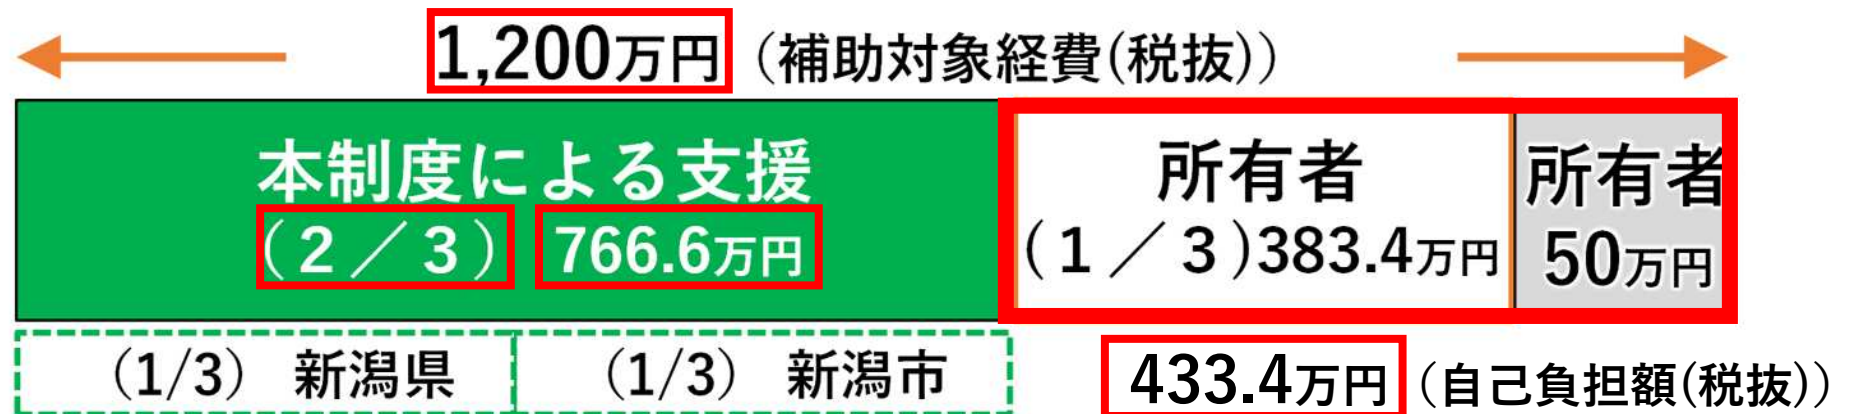 1,200万円（補助対象経費(税抜)）
本制度による支援
（２／３） 766.6万円
所有者
(１／３)383.4万円
所有者
50万円
（1/3） 新潟県
（1/3） 新潟市
433.4万円（自己負担額(税抜)）